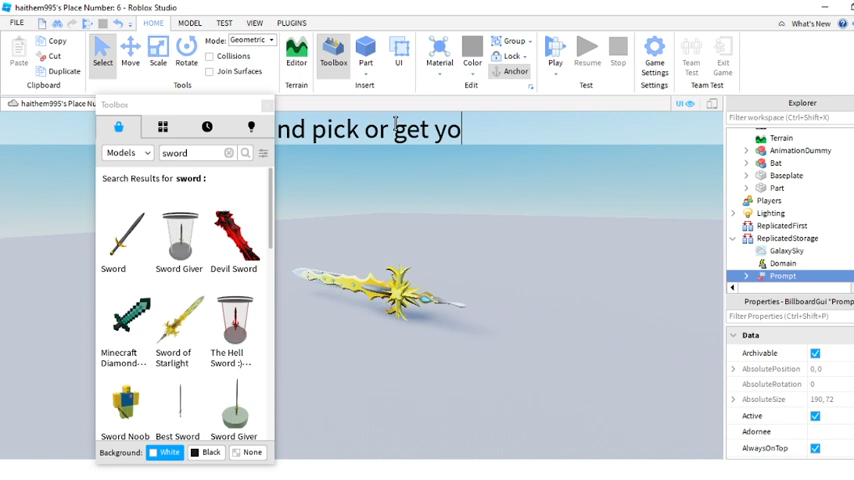 haithem995's Place Number: 6 - Roblox Studio
FILE
HOME MODEL TEST VIEW PLUGINS
What's New
Paste
Copy
Cut
Duplicate
Clipboard
Select Move Scale Rotate
Mode: Geometric
Collisions
Join Surfaces
Tools
Editor
Terrain
Toolbox Part UI
Insert
Material Color
Group
Lock
Anchor
Edit
Play Resume Stop
Test
Game
Settings
Settings
Team
Test
Exit
Game
Team Test
haithem995's Place Nu
UI
Toolbox
Models
sword
Search Results for sword :
Sword
Sword Giver
Devil Sword
Minecraft
Diamond-···
Sword of
Starlight
The Hell
Sword :)-···
Sword Noob
Best Sword
Sword Giver
Background: White Black None
nd pick or get yo
Explorer
Filter workspace (Ctrl+Shift+X)
Terrain
AnimationDummy
Bat
Baseplate
Part
Players
Lighting
ReplicatedFirst
ReplicatedStorage
GalaxySky
Domain
Prompt
Properties - BillboardGui "Promp
Filter Properties (Ctrl+Shift+P)
Data
Archivable
AbsolutePosition 0, 0
AbsoluteRotation 0
AbsoluteSize 190, 72
Active
Adornee
AlwaysOnTop